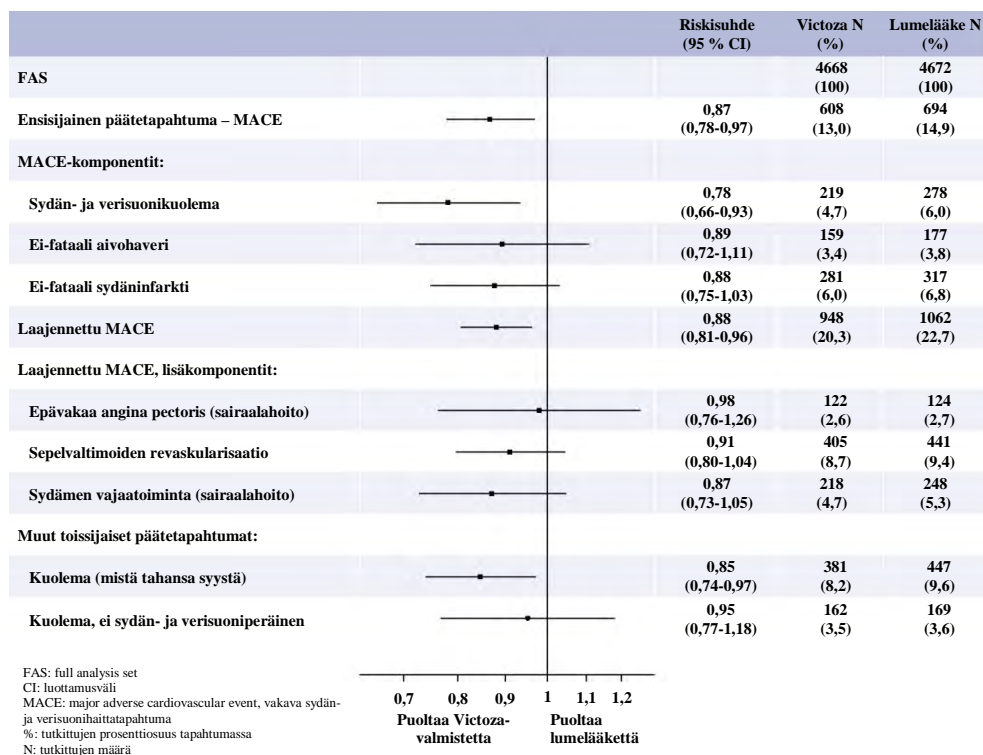 Riskisuhde Victoza N Lumelääke N
(95 % CI) (%) (%)
FAS 4668 4672
(100) (100)
Ensisijainen päätetapahtuma – MACE 0,87 608 694
(0,78-0,97) (13,0) (14,9)
MACE-komponentit:
Sydän- ja verisuonikuolema 0,78 219 278
(0,66-0,93) (4,7) (6,0)
Ei-fataali aivohaveri 0,89 159 177
(0,72-1,11) (3,4) (3,8)
Ei-fataali sydäninfarkti 0,88 281 317
(0,75-1,03) (6,0) (6,8)
Laajennettu MACE 0,88 948 1062
(0,81-0,96) (20,3) (22,7)
Laajennettu MACE, lisäkomponentit:
Epävakaa angina pectoris (sairaalahoito) 0,98 122 124
(0,76-1,26) (2,6) (2,7)
Sepelvaltimoiden revaskularisaatio 0,91 405 441
(0,80-1,04) (8,7) (9,4)
Sydämen vajaatoiminta (sairaalahoito) 0,87 218 248
(0,73-1,05) (4,7) (5,3)
Muut toissijaiset päätetapahtumat:
Kuolema (mistä tahansa syystä) 0,85 381 447
(0,74-0,97) (8,2) (9,6)
Kuolema, ei sydän- ja verisuoniperäinen 0,95 162 169
(0,77-1,18) (3,5) (3,6)
0,7 0,8 0,9 1 1,1 1,2
Puoltaa Victoza- Puoltaa
valmistetta lumelääkettä
FAS: full analysis set
CI: luottamusväli
MACE: major adverse cardiovascular event, vakava sydän-
ja verisuonihaittatapahtuma
%: tutkittujen prosenttiosuus tapahtumassa
N: tutkittujen määrä